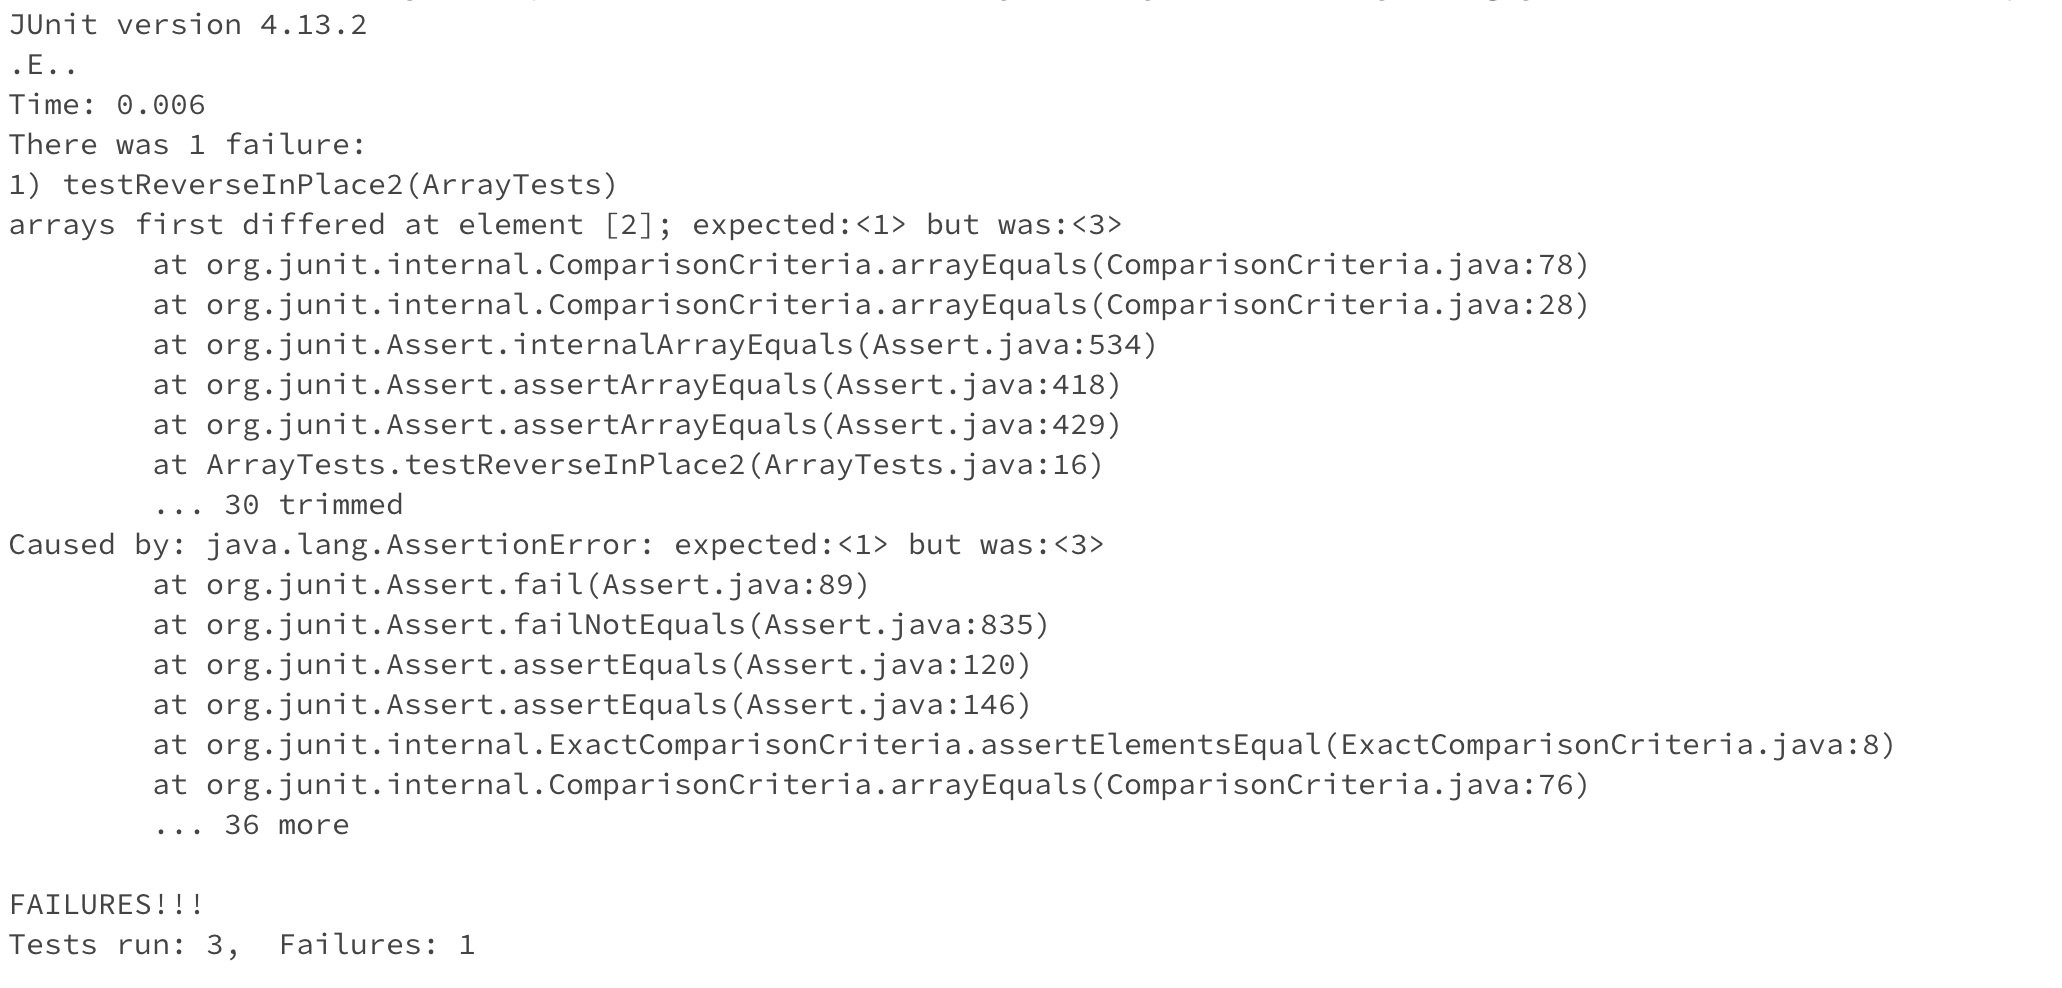 JUnit version 4.13.2
.E..
Time: 0.006
There was 1 failure:
1) testReverseInPlace2(ArrayTests)
arrays first differed at element [2]; expected:<1> but was:<3>
        at org.junit.internal.ComparisonCriteria.arrayEquals(ComparisonCriteria.java:78)
        at org.junit.internal.ComparisonCriteria.arrayEquals(ComparisonCriteria.java:28)
        at org.junit.Assert.internalArrayEquals(Assert.java:534)
        at org.junit.Assert.assertArrayEquals(Assert.java:418)
        at org.junit.Assert.assertArrayEquals(Assert.java:429)
        at ArrayTests.testReverseInPlace2(ArrayTests.java:16)
        ... 30 trimmed
Caused by: java.lang.AssertionError: expected:<1> but was:<3>
        at org.junit.Assert.fail(Assert.java:89)
        at org.junit.Assert.failNotEquals(Assert.java:835)
        at org.junit.Assert.assertEquals(Assert.java:120)
        at org.junit.Assert.assertEquals(Assert.java:146)
        at org.junit.internal.ExactComparisonCriteria.assertElementsEqual(ExactComparisonCriteria.java:8)
        at org.junit.internal.ComparisonCriteria.arrayEquals(ComparisonCriteria.java:76)
        ... 36 more

FAILURES!!!
Tests run: 3,  Failures: 1